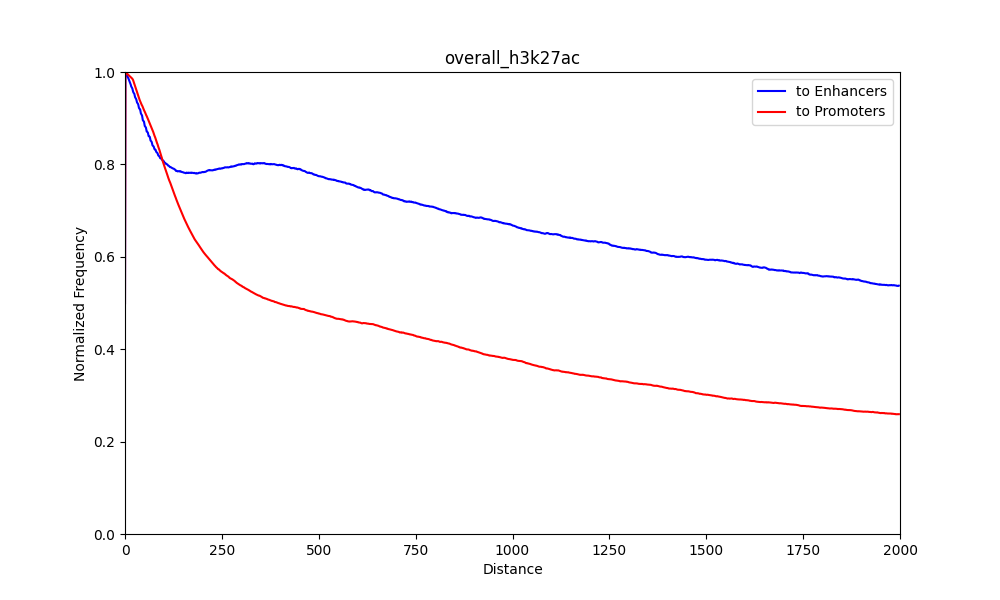 overall_h3k27ac
to Enhancers
to Promoters
Normalized Frequency
1.0
0.8
0.6
0.4
0.2
0.0
0 250 500 750 1000 1250 1500 1750 2000
Distance